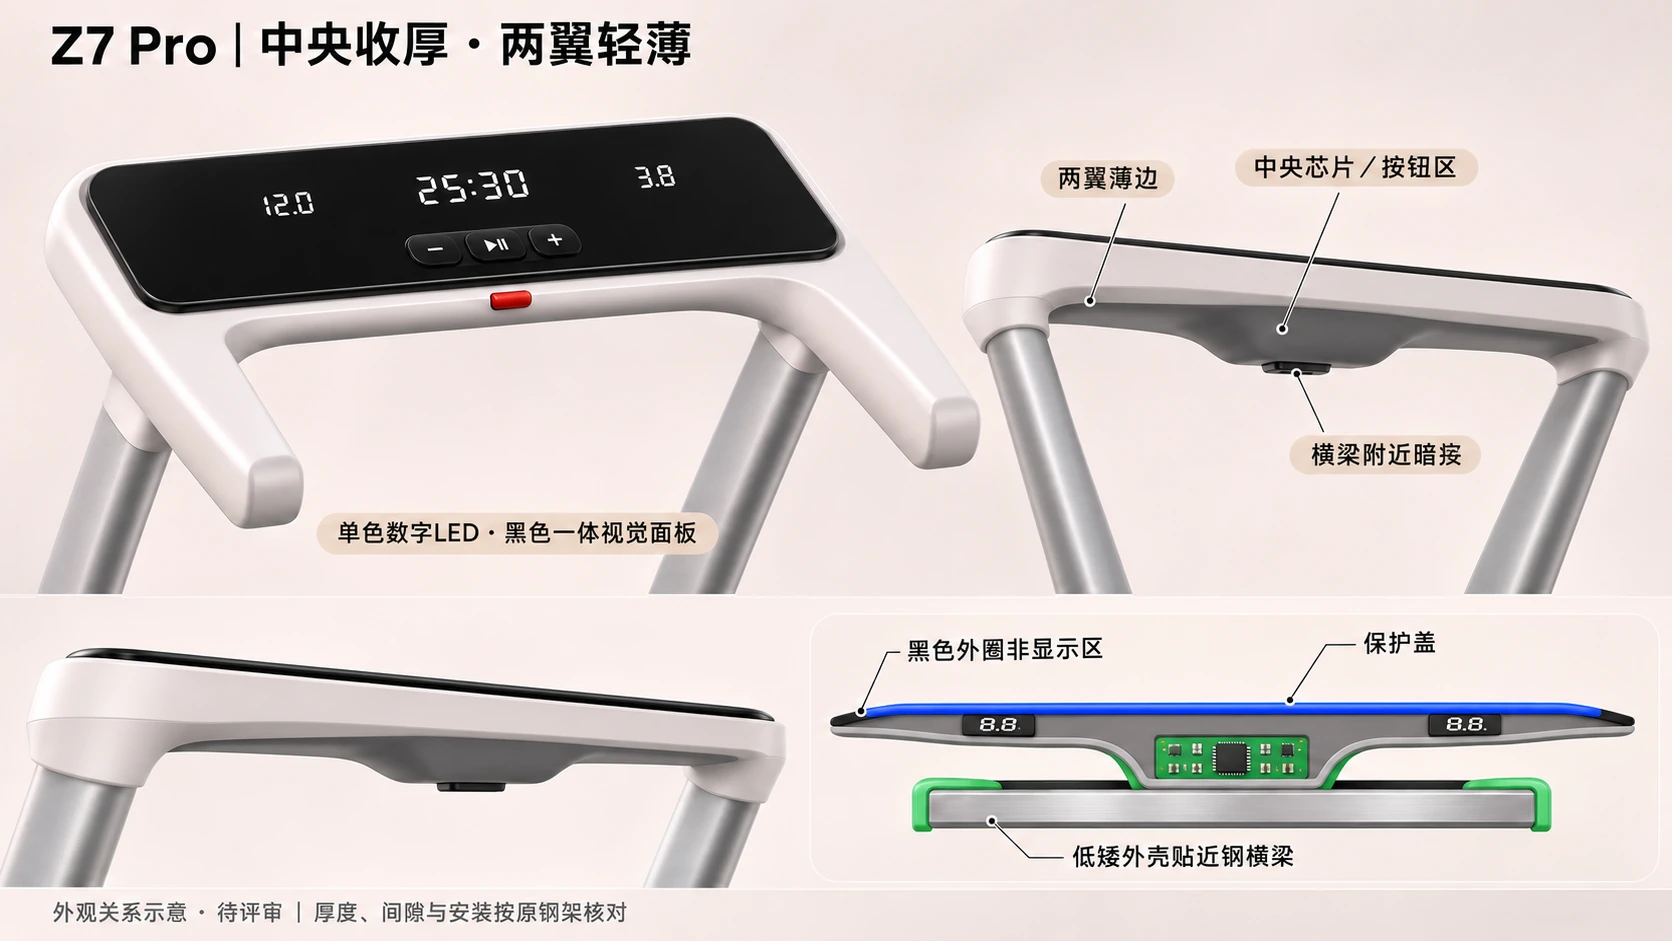 Z7 Pro | 中央收厚 · 两翼轻薄
12.0
25:30
3.8
单色数字LED · 黑色一体视觉面板
两翼薄边
中央芯片 / 按钮区
横梁附近暗按
黑色外圈非显示区
保护盖
8.8.
8.8.
低矮外壳贴近钢横梁
外观关系示意 · 待评审 | 厚度、间隙与安装按原钢架核对